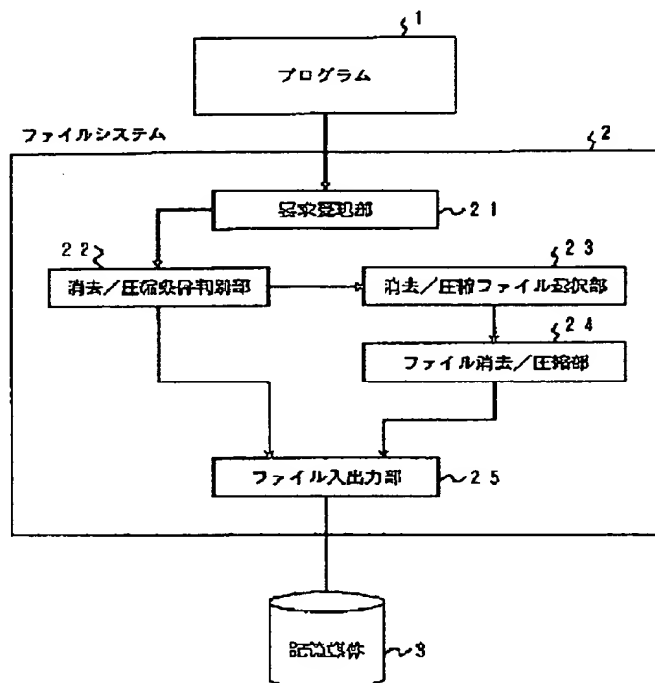 1
プログラム
ファイルシステム
2
要求受理部
21
22
消去/圧縮条件判別部
23
消去/圧縮ファイル選択部
24
ファイル消去/圧縮部
ファイル入出力部
25
記憶媒体
3